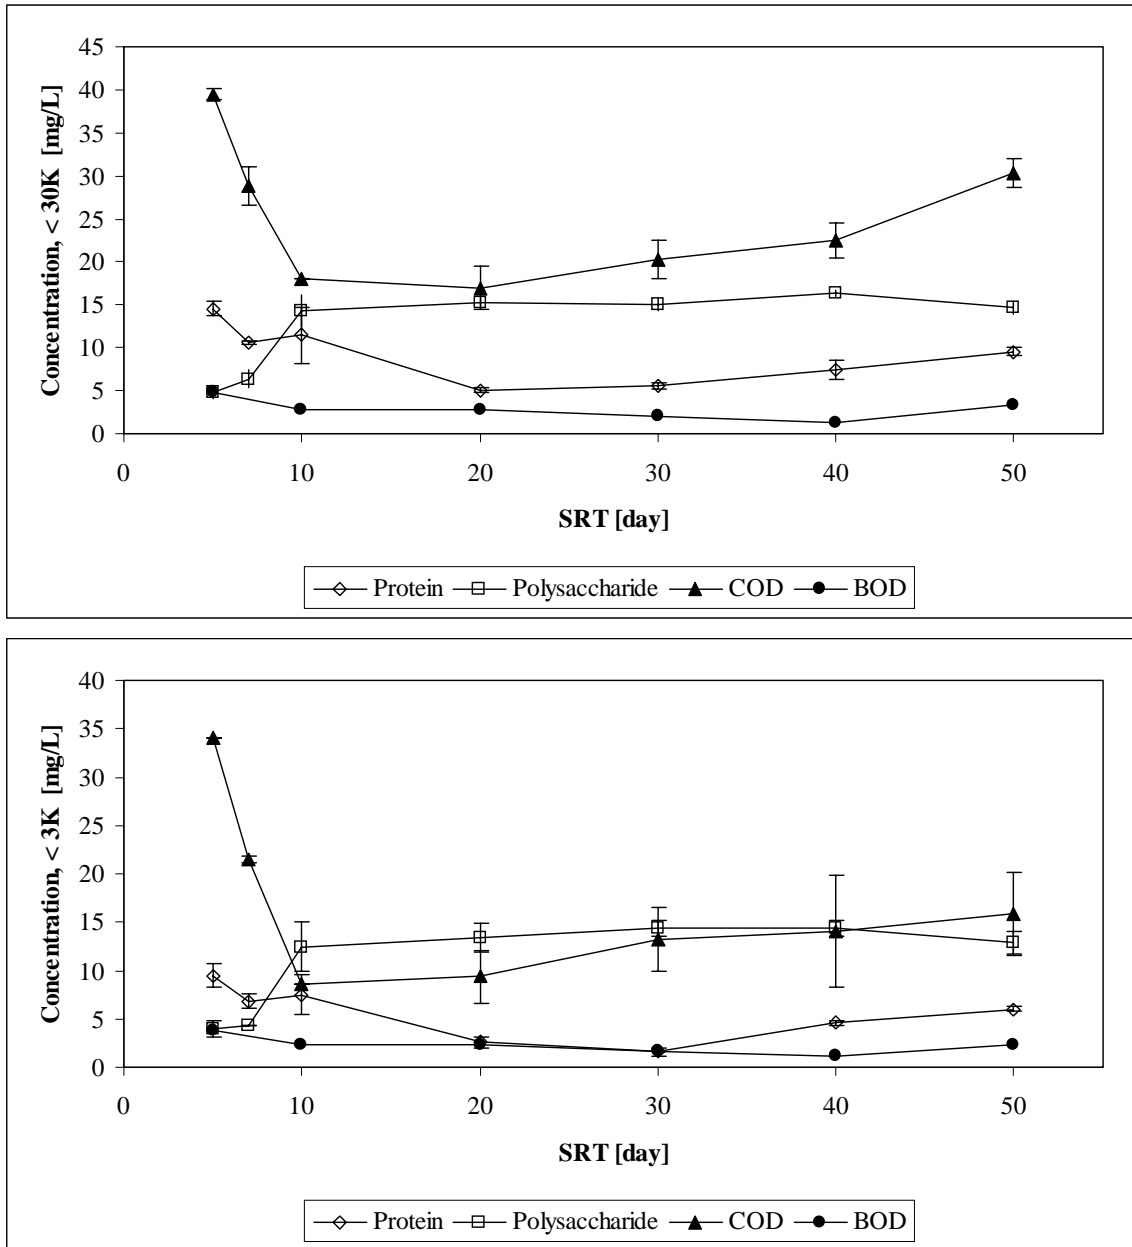 Concentration, < 30K [mg/L]
45
40
35
30
25
20
15
10
5
0
0 10 20 30 40 50
SRT [day]
Protein Polysaccharide COD BOD
Concentration, < 3K [mg/L]
40
35
30
25
20
15
10
5
0
0 10 20 30 40 50
SRT [day]
Protein Polysaccharide COD BOD